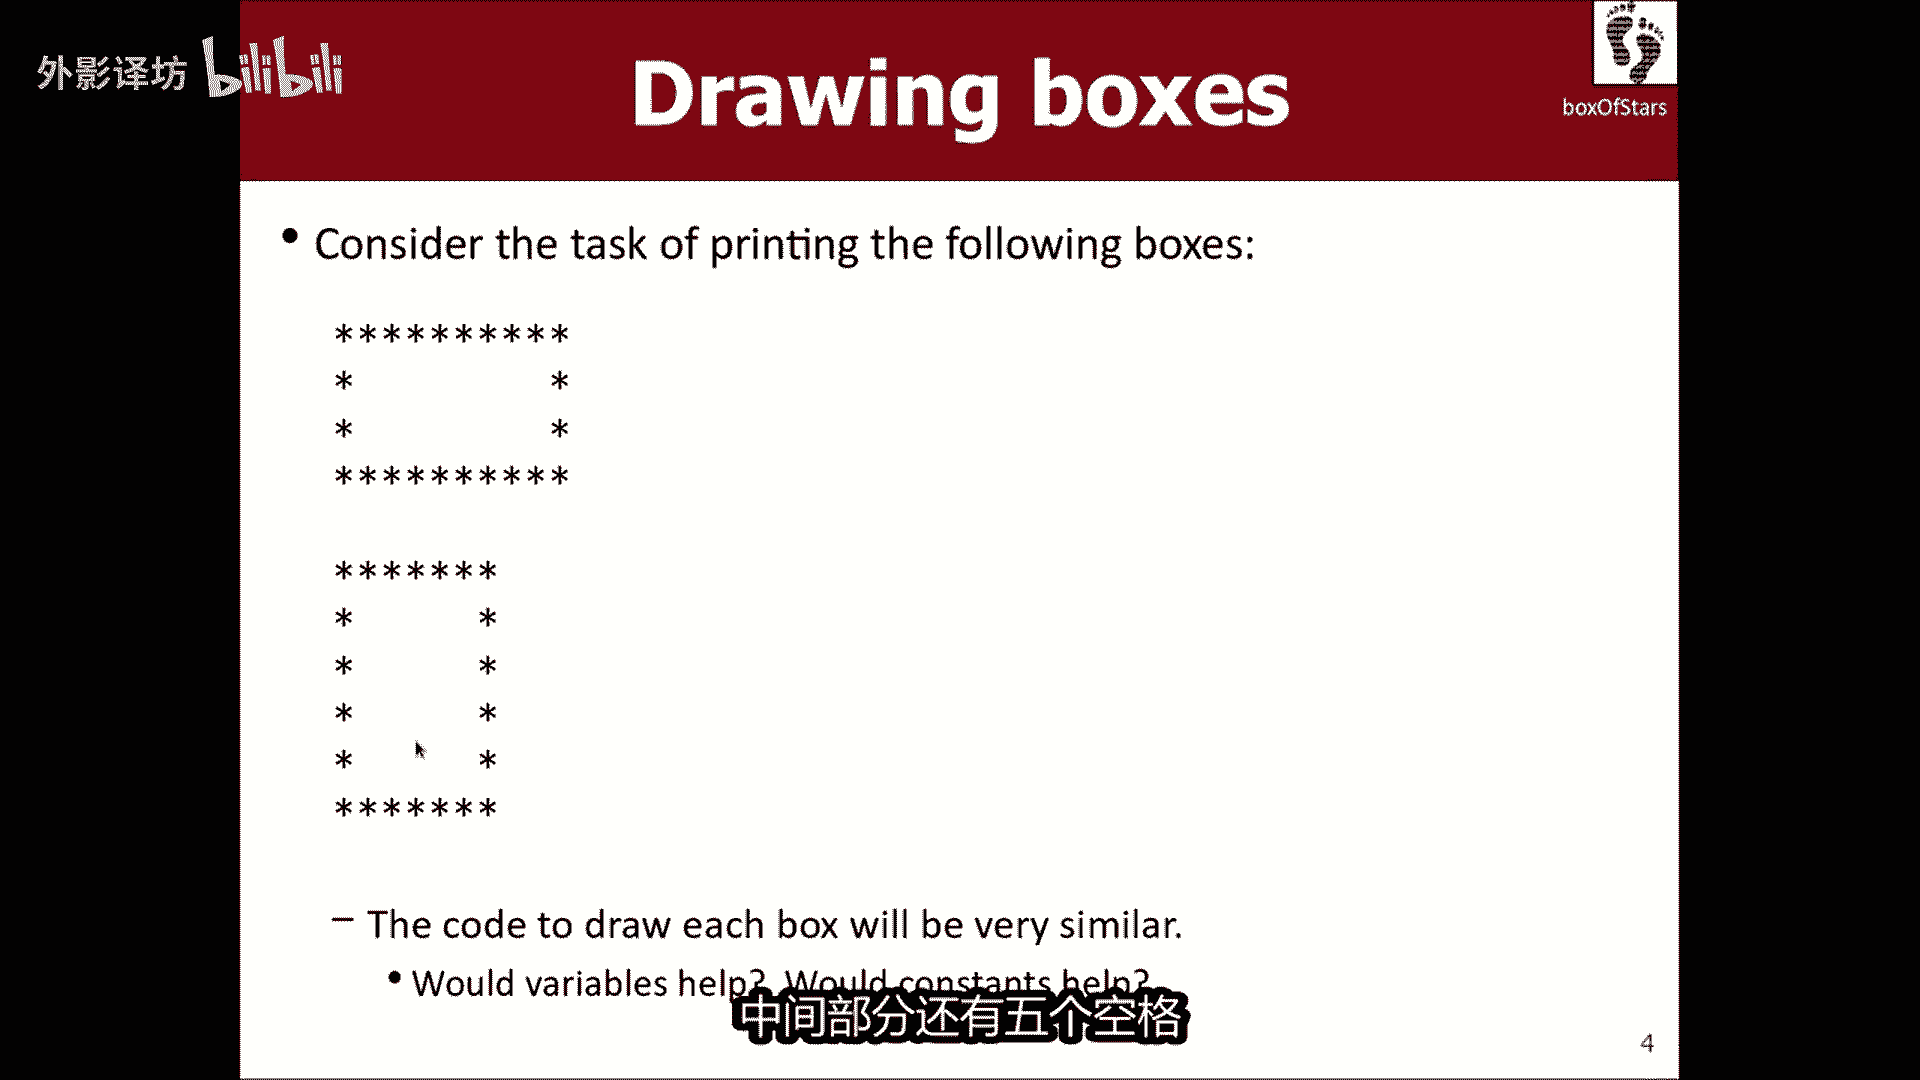 外影译坊 bilibili
Drawing boxes
boxOfStars
• Consider the task of printing the following boxes:
**********
*        *
*        *
**********
*******
*     *
*     *
*     *
*     *
*******
– The code to draw each box will be very similar.
• Would variables help? Would constants help?
中间部分还有五个空格
4